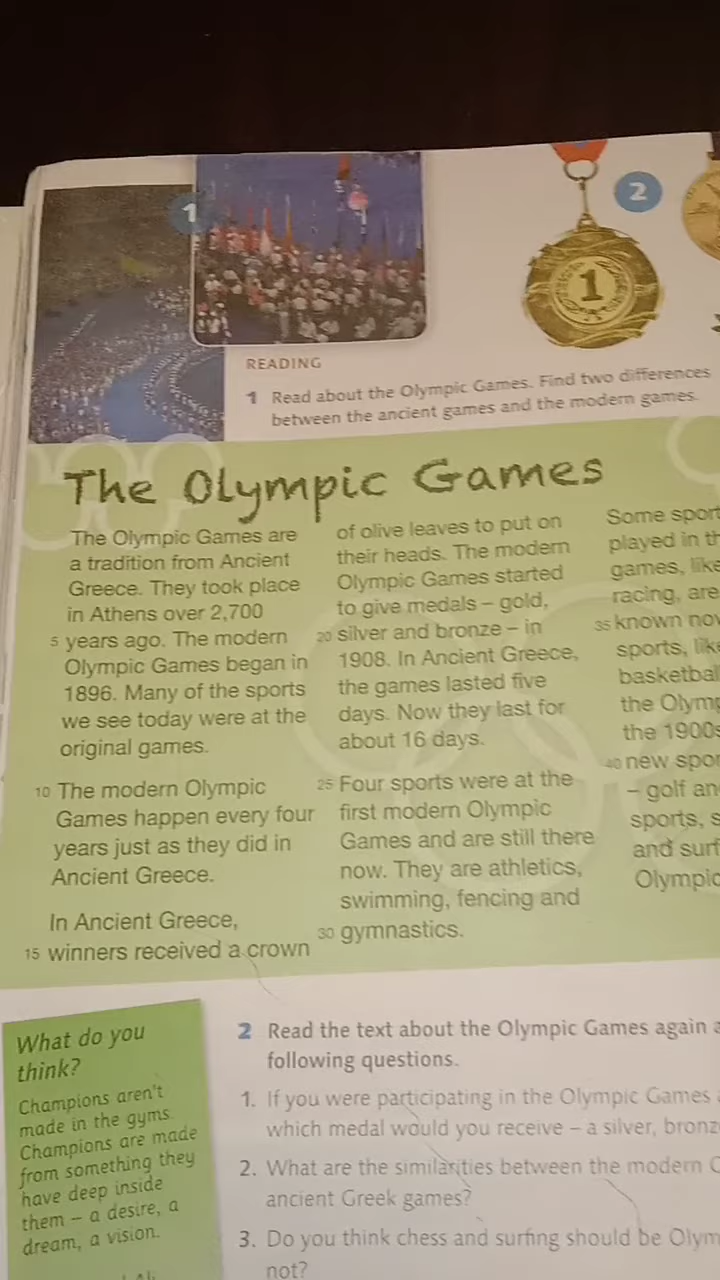 1
2
1
READING
1 Read about the Olympic Games. Find two differences
between the ancient games and the modern games.
The Olympic Games
The Olympic Games are
a tradition from Ancient
Greece. They took place
in Athens over 2,700
5 years ago. The modern
Olympic Games began in
1896. Many of the sports
we see today were at the
original games.
10 The modern Olympic
Games happen every four
years just as they did in
Ancient Greece.
In Ancient Greece,
15 winners received a crown
of olive leaves to put on
their heads. The modern
Olympic Games started
to give medals – gold,
20 silver and bronze – in
1908. In Ancient Greece,
the games lasted five
days. Now they last for
about 16 days.
25 Four sports were at the
first modern Olympic
Games and are still there
now. They are athletics,
swimming, fencing and
30 gymnastics.
Some sport
played in th
games, like
racing, are
35 known now
sports, like
basketbal
the Olymp
the 1900s
40 new spor
– golf an
sports, s
and surf
Olympic
What do you
think?
Champions aren't
made in the gyms.
Champions are made
from something they
have deep inside
them – a desire, a
dream, a vision.
2 Read the text about the Olympic Games again a
following questions.
1. If you were participating in the Olympic Games
which medal would you receive – a silver, bronz
2. What are the similarities between the modern O
ancient Greek games?
3. Do you think chess and surfing should be Olym
not?